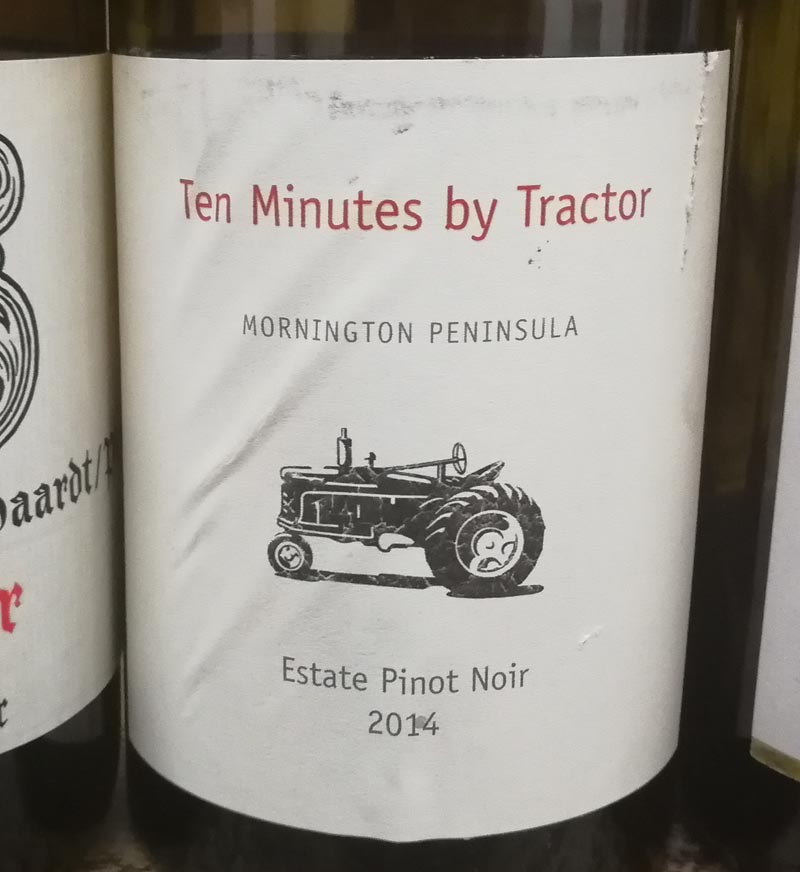 Ten Minutes by Tractor
MORNINGTON PENINSULA
Estate Pinot Noir
2014